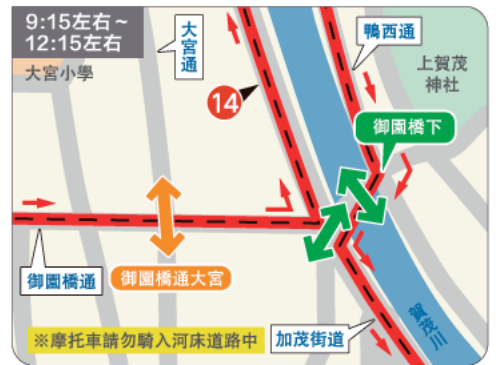 9:15左右~
12:15左右
大宮通
鴨西通
大宮小學
上賀茂
神社
14
御園橋下
御園橋通
御園橋通大宮
賀茂川
※摩托車請勿騎入河床道路中
加茂街道